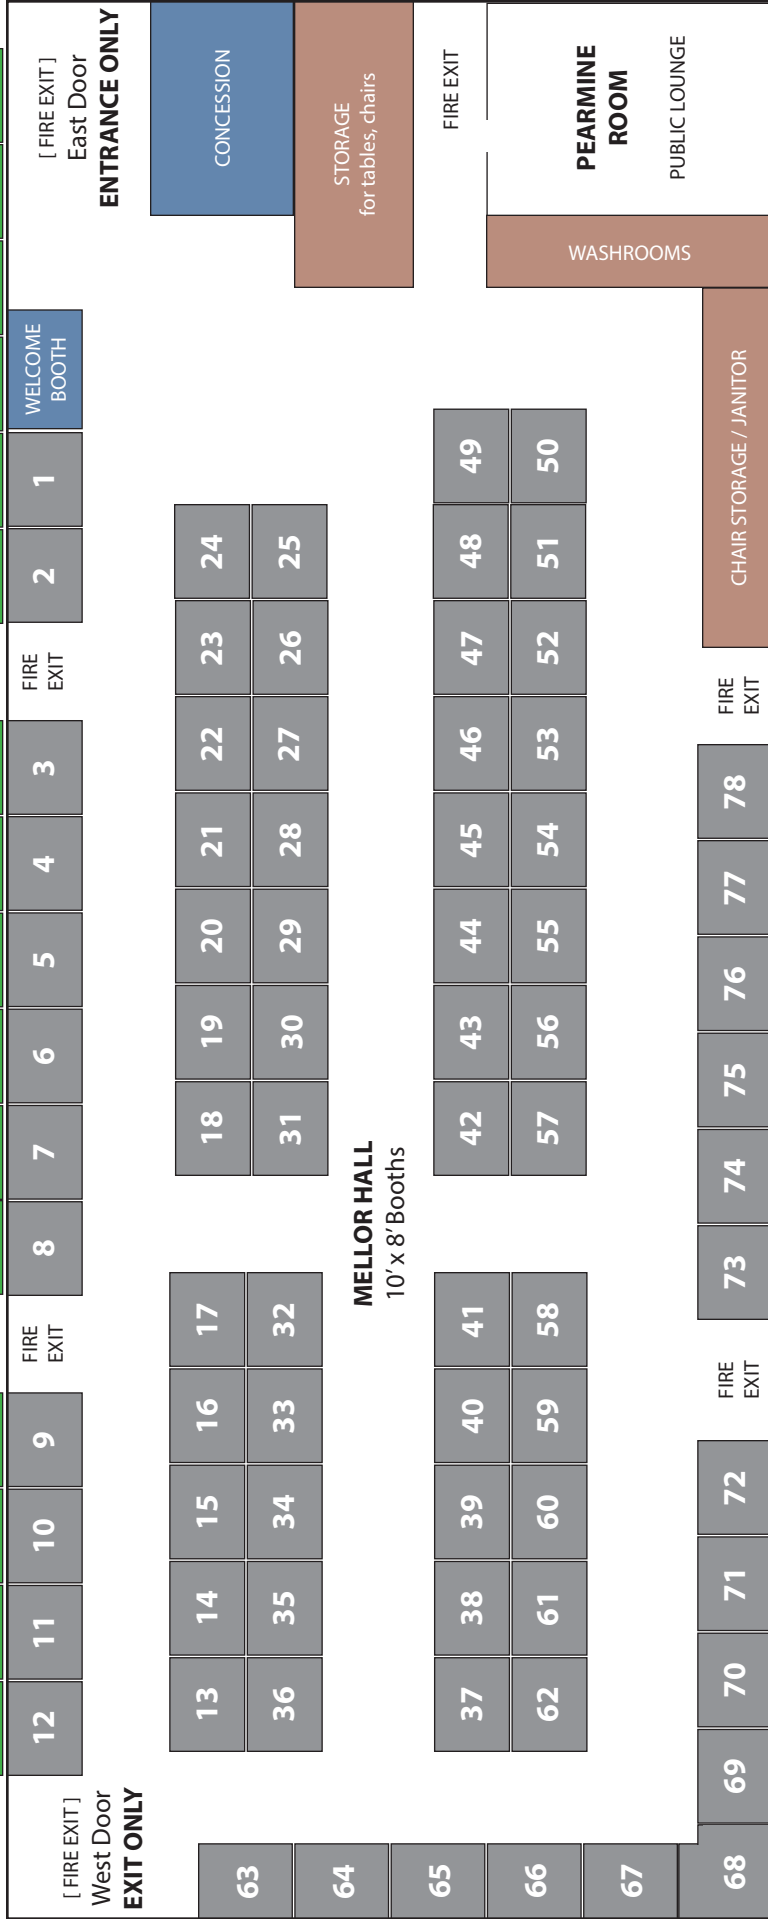 [ FIRE EXIT ]
East Door
ENTRANCE ONLY
CONCESSION
STORAGE
for tables, chairs
FIRE EXIT
PEARMINE
ROOM
PUBLIC LOUNGE
WASHROOMS
WELCOME
BOOTH
CHAIR STORAGE / JANITOR
1
2
FIRE
EXIT
3
4
5
6
7
8
FIRE
EXIT
9
10
11
12
[ FIRE EXIT ]
West Door
EXIT ONLY
24
23
22
21
20
19
18
17
16
15
14
13
25
26
27
28
29
30
31
32
33
34
35
36
MELLOR HALL
10' x 8' Booths
49
48
47
46
45
44
43
42
41
40
39
38
37
50
51
52
53
54
55
56
57
58
59
60
61
62
FIRE
EXIT
78
77
76
75
74
73
FIRE
EXIT
72
71
70
69
68
63
64
65
66
67